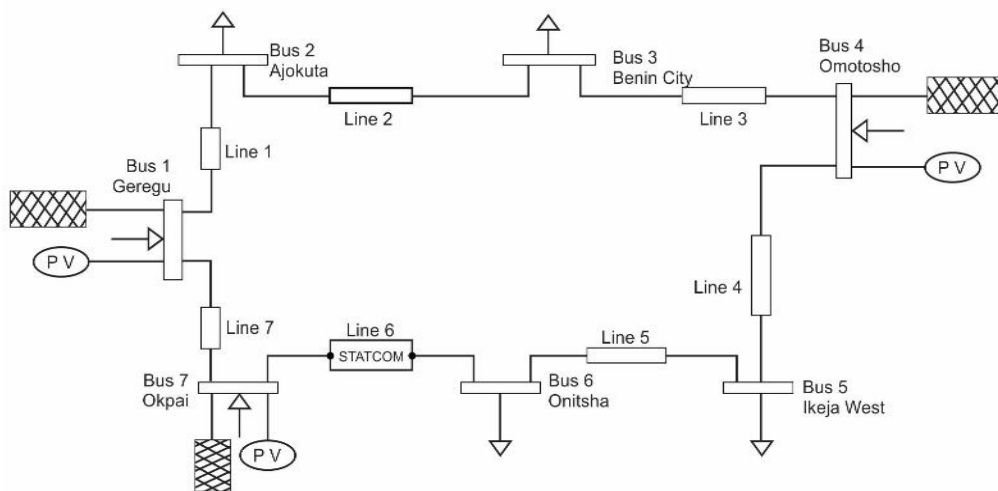 Bus 2
Ajokuta
Bus 3
Benin City
Bus 4
Omotosho
Line 2
Line 3
Line 1
Bus 1
Geregu
P V
P V
Line 4
Line 7
Line 6
STATCOM
Line 5
Bus 7
Okpai
Bus 6
Onitsha
Bus 5
Ikeja West
P V